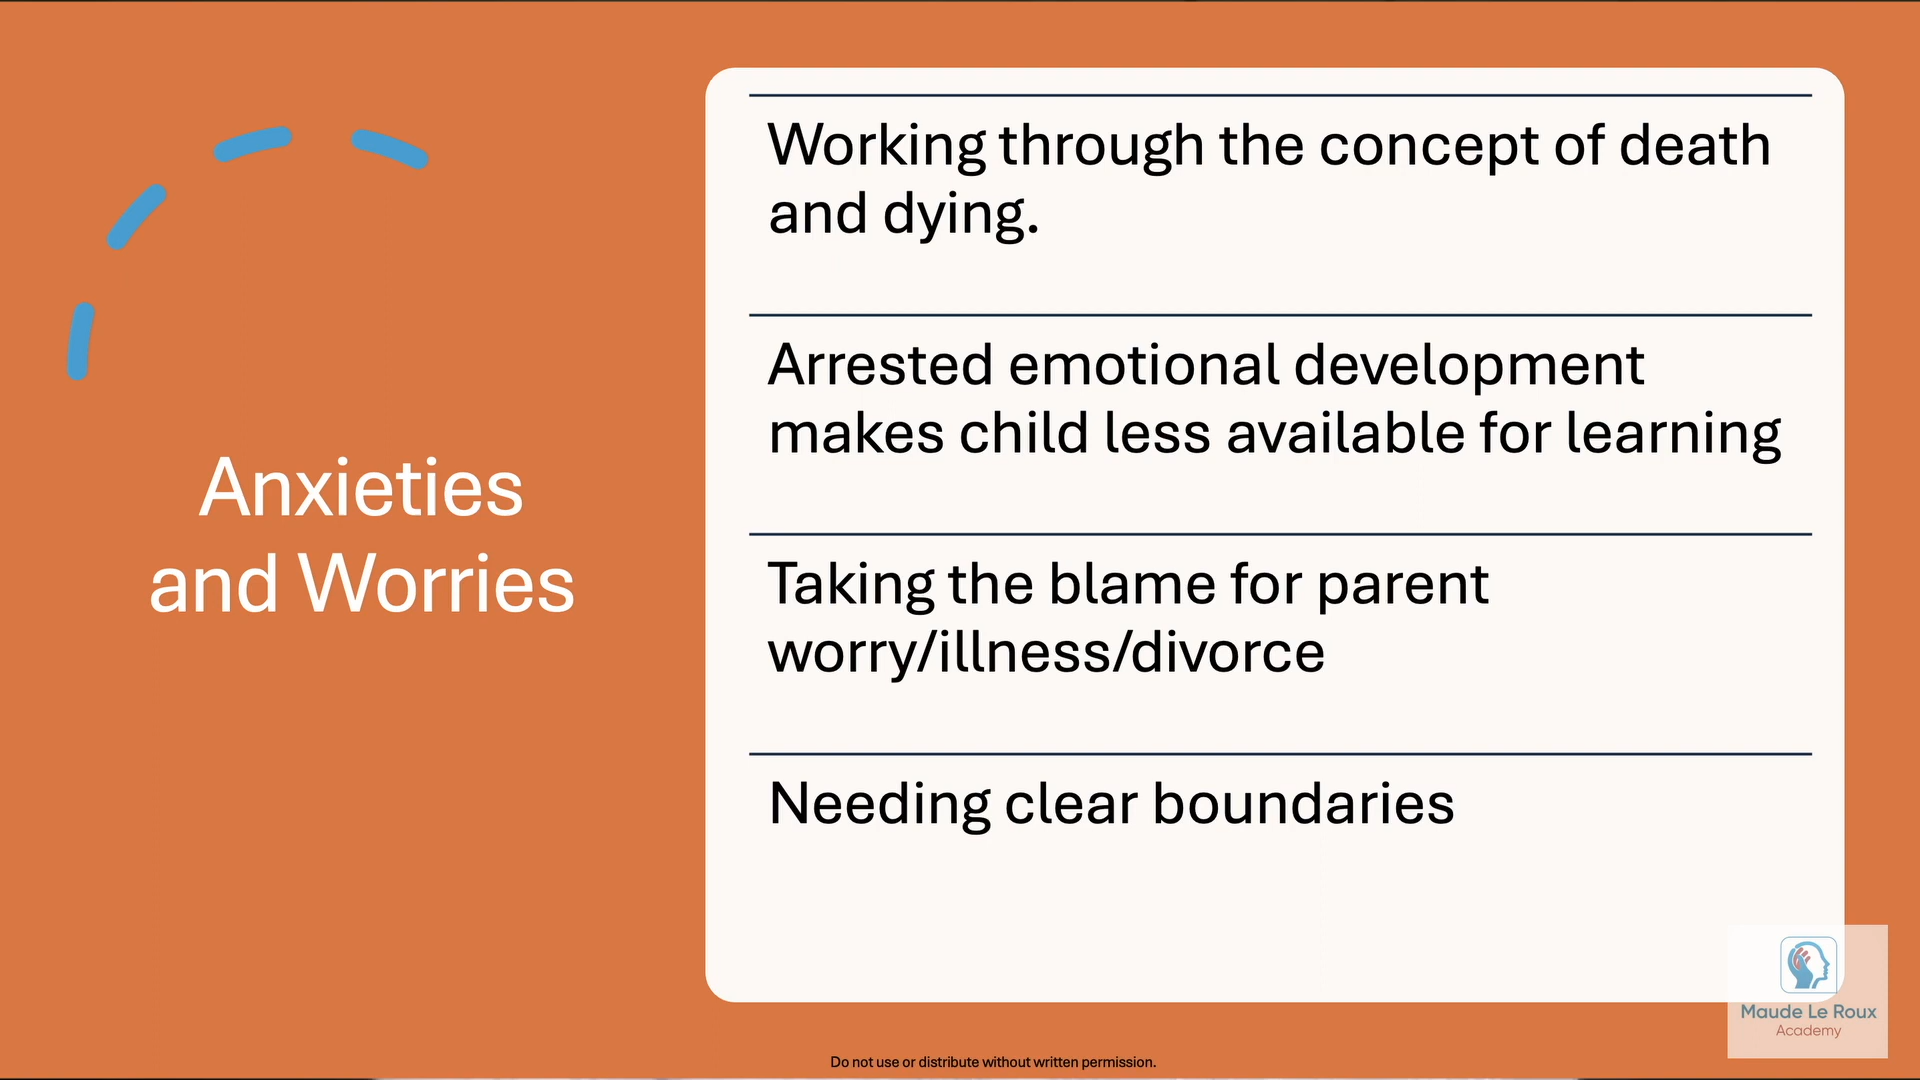 Anxieties
and Worries
Working through the concept of death
and dying.
Arrested emotional development
makes child less available for learning
Taking the blame for parent
worry/illness/divorce
Needing clear boundaries
Maude Le Roux
Academy
Do not use or distribute without written permission.